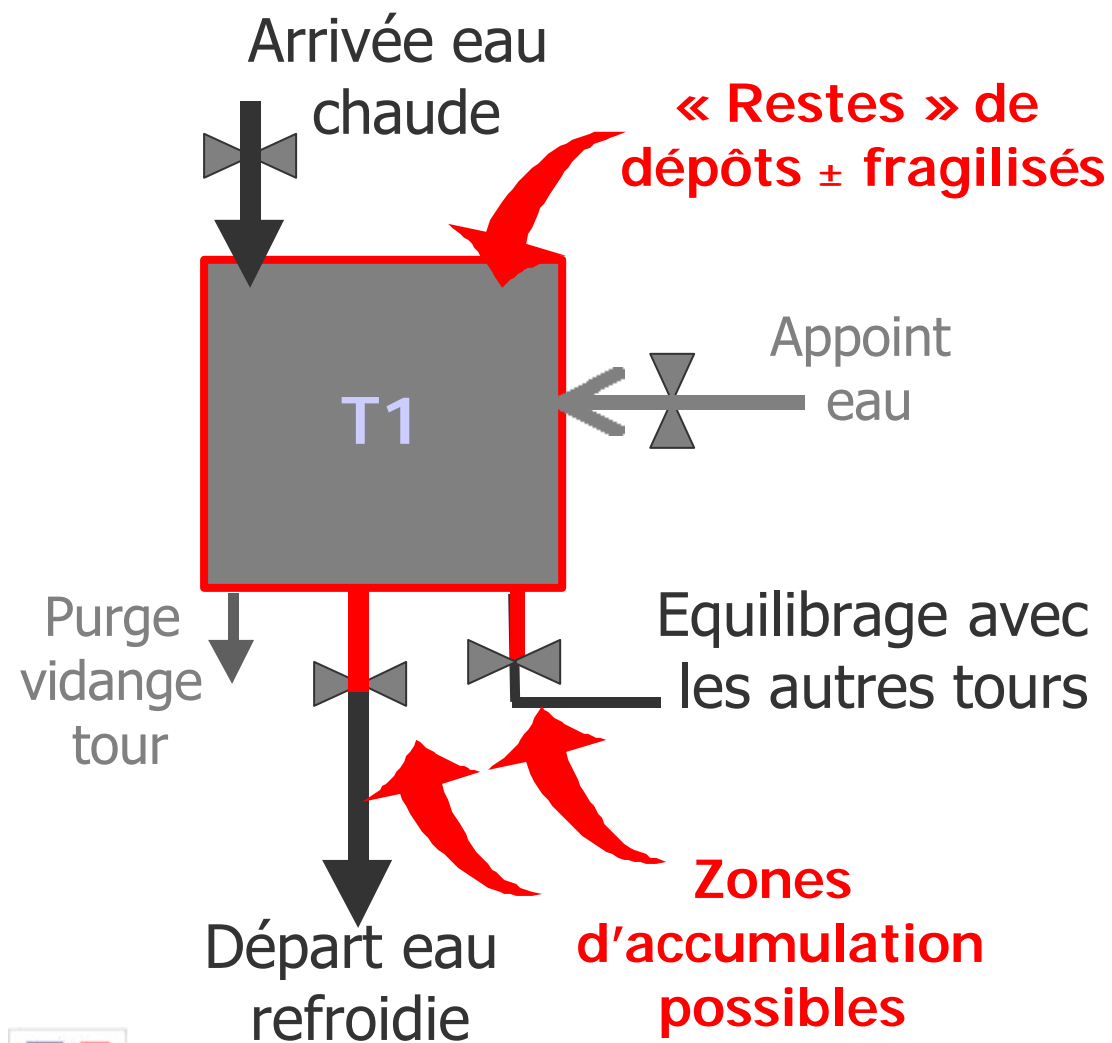 Arrivée eau
chaude
« Restes » de
dépôts ± fragilisés
Appoint
eau
T1
Purge
vidange
tour
Equilibrage avec
les autres tours
Zones
d'accumulation
possibles
Départ eau
refroidie